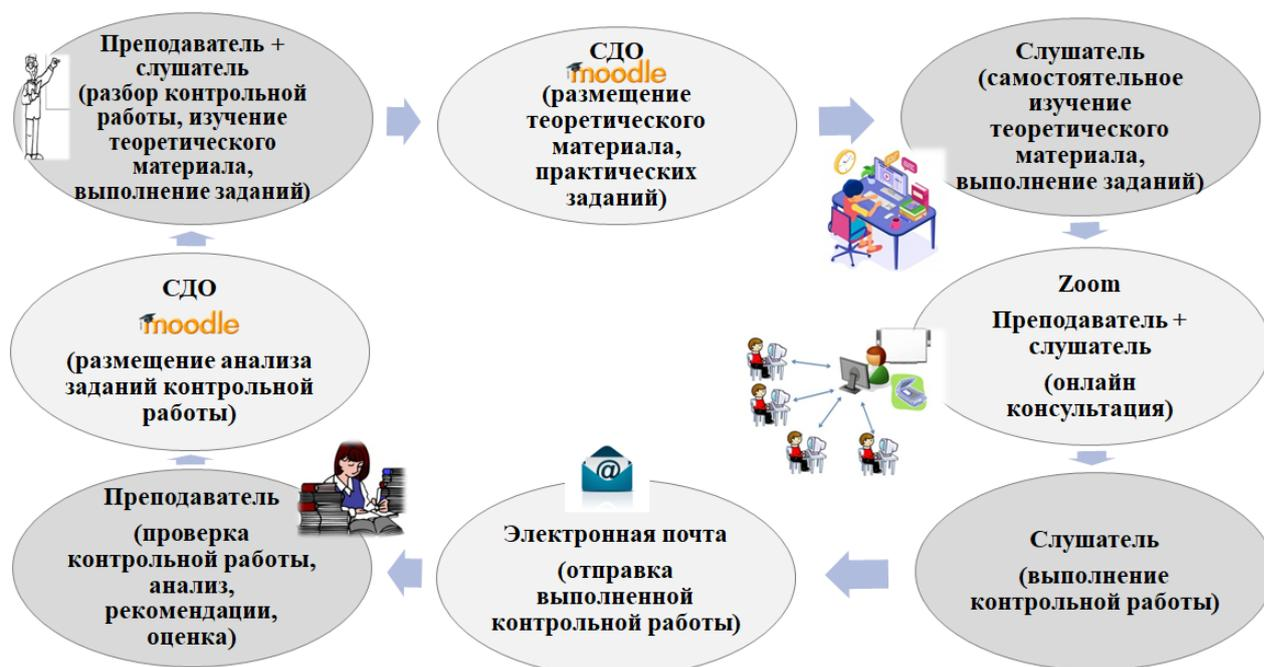 Преподаватель +
слушатель
(разбор контрольной
работы, изучение
теоретического
материала,
выполнение заданий)
СДО
moodle
(размещение
теоретического
материала,
практических
заданий)
Слушатель
(самостоятельное
изучение
теоретического
материала,
выполнение заданий)
Zoom
Преподаватель +
слушатель
(онлайн
консультация)
Слушатель
(выполнение
контрольной работы)
Электронная почта
(отправка
выполненной
контрольной работы)
Преподаватель
(проверка
контрольной работы,
анализ,
рекомендации,
оценка)
СДО
moodle
(размещение анализа
заданий контрольной
работы)